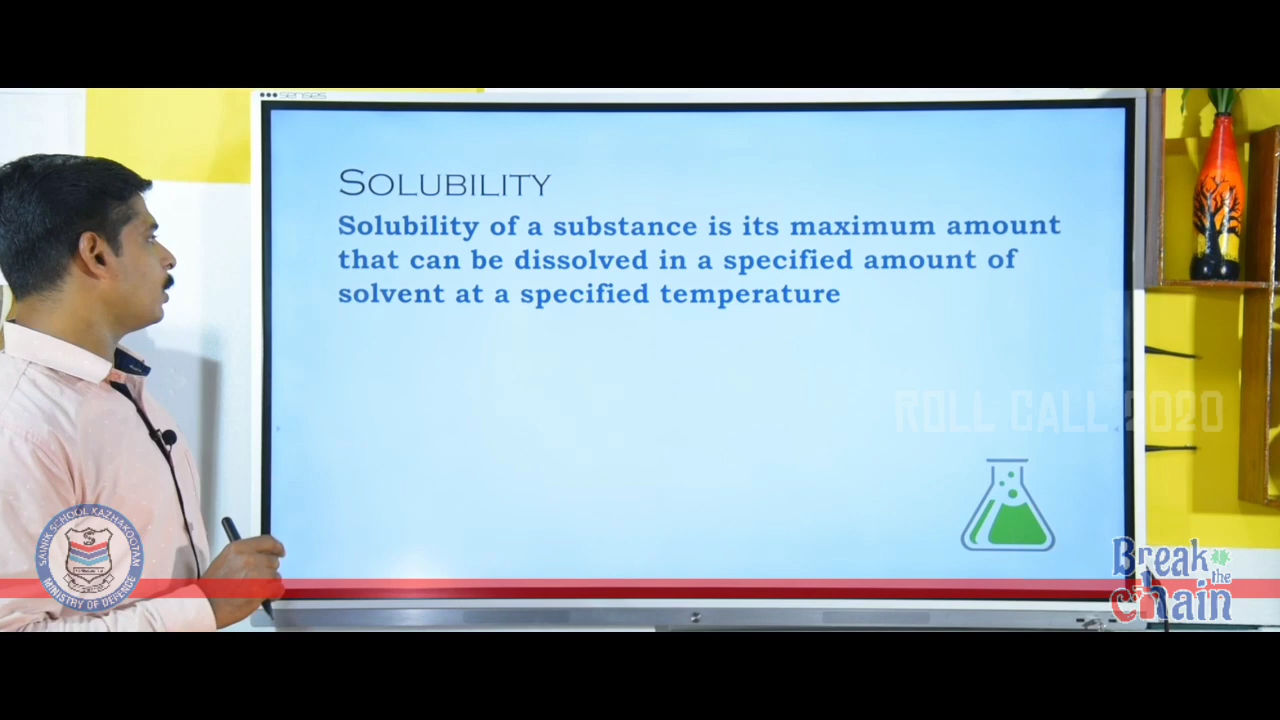 senses
SOLUBILITY
Solubility of a substance is its maximum amount
that can be dissolved in a specified amount of
solvent at a specified temperature
ROLL CALL 2020
SAINIK SCHOOL KAZHAKOOTAM
MINISTRY OF DEFENCE
Break
the
chain